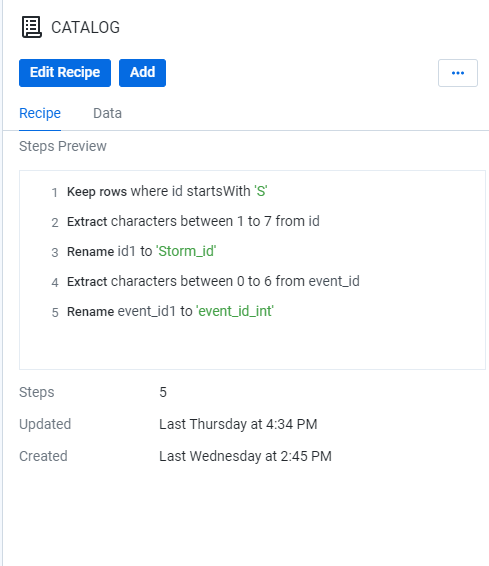 CATALOG
Edit Recipe Add ...
Recipe Data
Steps Preview
1 Keep rows where id startsWith 'S'
2 Extract characters between 1 to 7 from id
3 Rename id1 to 'Storm_id'
4 Extract characters between 0 to 6 from event_id
5 Rename event_id1 to 'event_id_int'
Steps 5
Updated Last Thursday at 4:34 PM
Created Last Wednesday at 2:45 PM